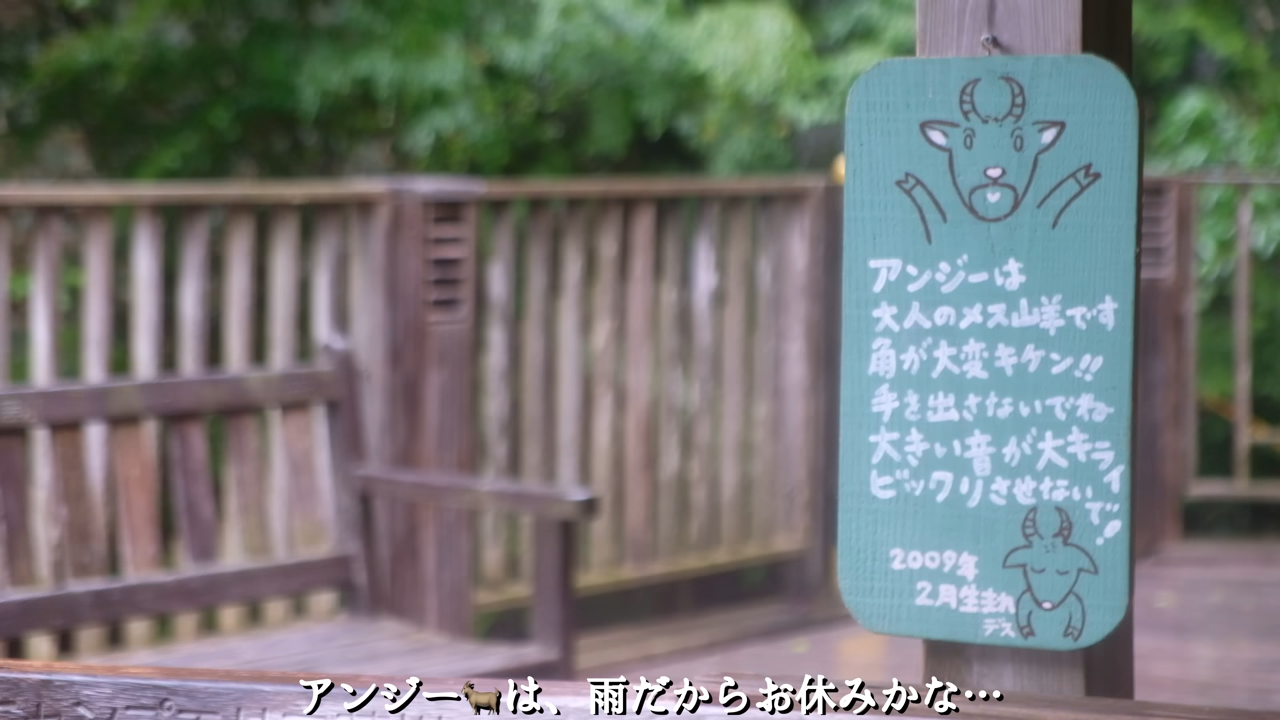 アンジーは
大人のメス山羊です
角が大変キケン!!
手を出さないでね
大きい音が大キライ
ビックリさせないで!
2009年
2月生まれ
デス
アンジー🐐は、雨だからお休みかな…